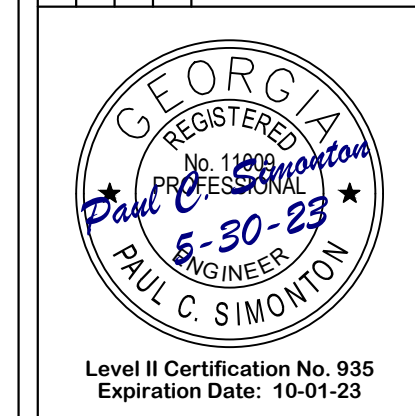 GEORGIA
REGISTERED
No. 11009
PROFESSIONAL
ENGINEER
PAUL C. SIMONTON
Paul C. Simonton
5-30-23
Level II Certification No. 935
Expiration Date: 10-01-23